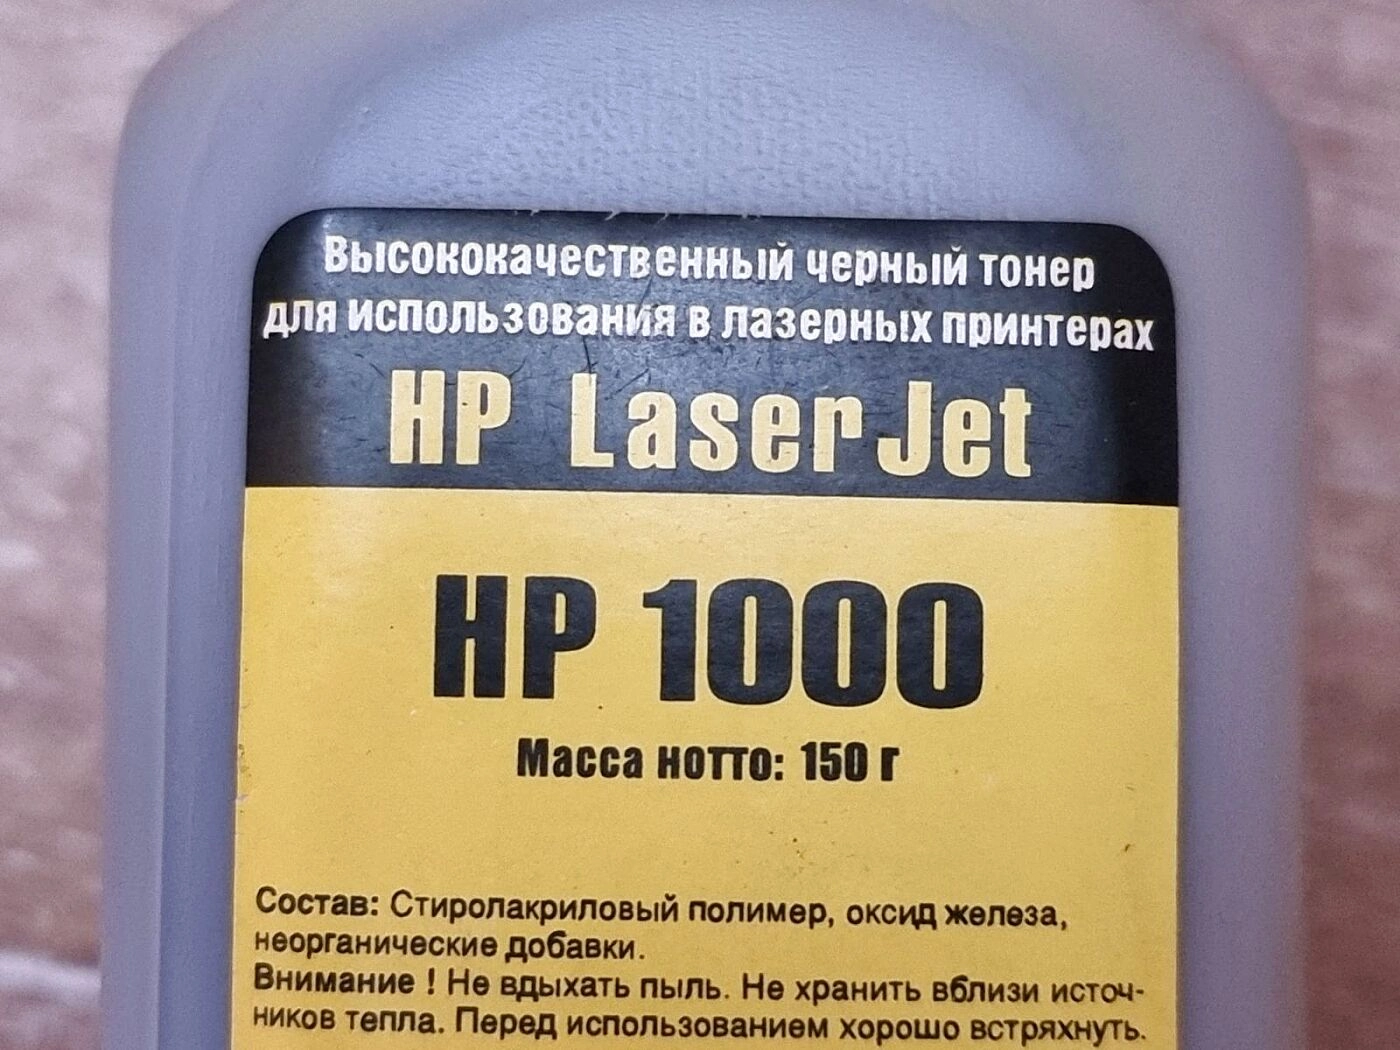 Высококачественный черный тонер
для использования в лазерных принтерах
HP LaserJet
HP 1000
Масса нотто: 150 г
Состав: Стиролакриловый полимер, оксид железа,
неорганические добавки.
Внимание ! Не вдыхать пыль. Не хранить вблизи источ-
ников тепла. Перед использованием хорошо встряхнуть.